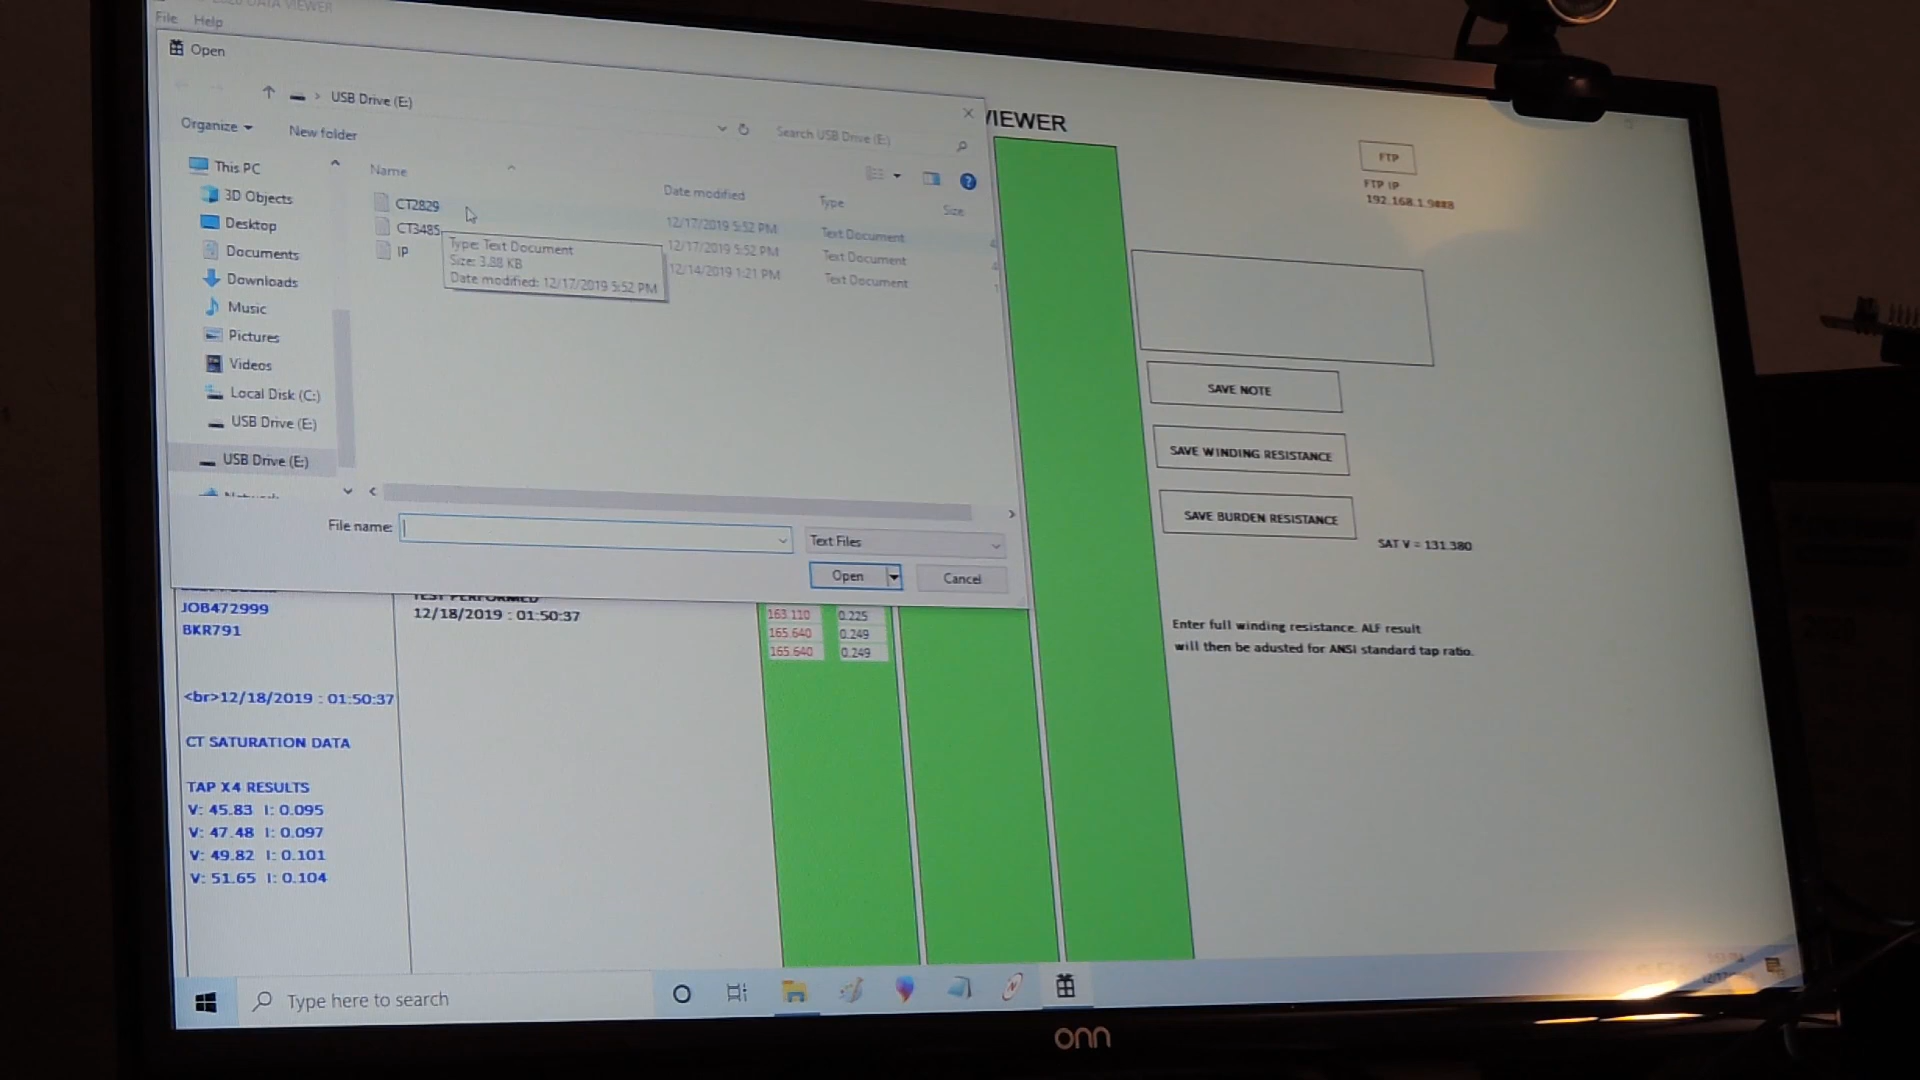 DATA VIEWER
File Help
Open
USB Drive (E:)
Search USB Drive (E:)
Organize
New folder
VIEWER
Name
Date modified
Type
Size
This PC
3D Objects
Desktop
Documents
Downloads
Music
Pictures
Videos
Local Disk (C:)
USB Drive (E:)
USB Drive (E:)
Network
CT2829
12/17/2019 5:52 PM
Text Document
CT3485
12/17/2019 5:52 PM
Text Document
IP
12/14/2019 1:21 PM
Text Document
Type: Text Document
Size: 3.88 KB
Date modified: 12/17/2019 5:52 PM
File name:
Text Files
Open
Cancel
FTP
FTP IP
SAVE NOTE
SAVE WINDING RESISTANCE
SAVE BURDEN RESISTANCE
SAT V = 131.380
Enter full winding resistance. ALF result
will then be adusted for ANSI standard tap ratio.
JOB472999
BKR791
<br>12/18/2019 : 01:50:37
CT SATURATION DATA
TAP X4 RESULTS
V: 45.83 I: 0.095
V: 47.48 I: 0.097
V: 49.82 I: 0.101
V: 51.65 I: 0.104
TEST PERFORMED
12/18/2019 : 01:50:37
163.110 0.225
165.640 0.249
165.640 0.249
Type here to search
onn